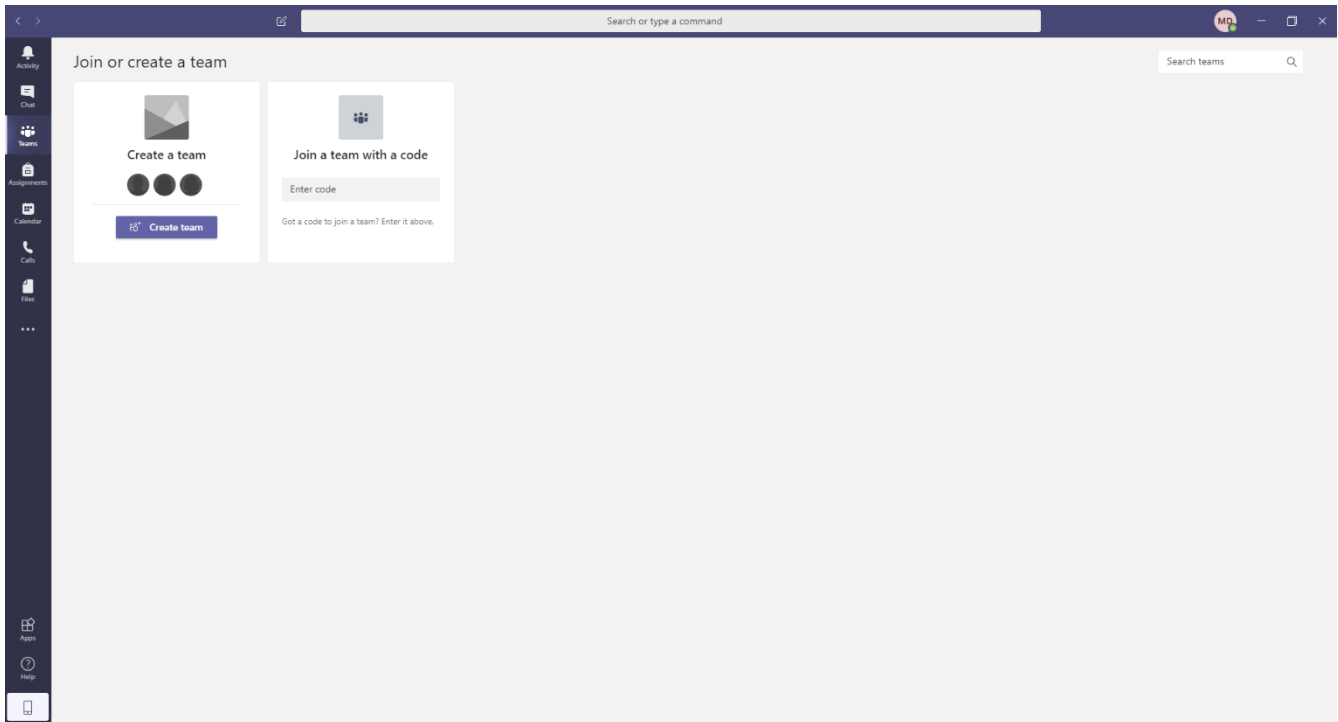 Search or type a command
MD
Activity
Chat
Teams
Assignments
Calendar
Calls
Files
Apps
Help
Join or create a team
Search teams
Create a team
Create team
Join a team with a code
Enter code
Got a code to join a team? Enter it above.